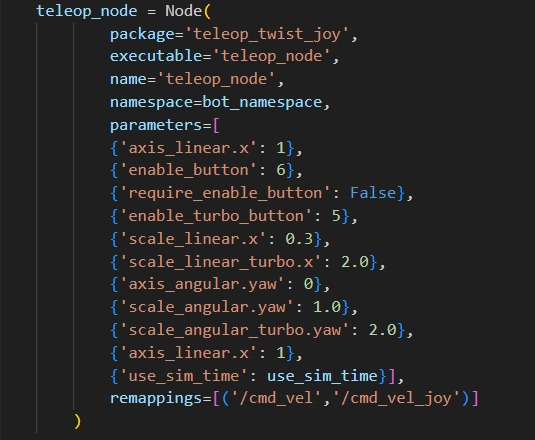 teleop_node = Node(
package='teleop_twist_joy',
executable='teleop_node',
name='teleop_node',
namespace=bot_namespace,
parameters=[
{'axis_linear.x': 1},
{'enable_button': 6},
{'require_enable_button': False},
{'enable_turbo_button': 5},
{'scale_linear.x': 0.3},
{'scale_linear_turbo.x': 2.0},
{'axis_angular.yaw': 0},
{'scale_angular.yaw': 1.0},
{'scale_angular_turbo.yaw': 2.0},
{'axis_linear.x': 1},
{'use_sim_time': use_sim_time}],
remappings=[('/cmd_vel','/cmd_vel_joy')]
)